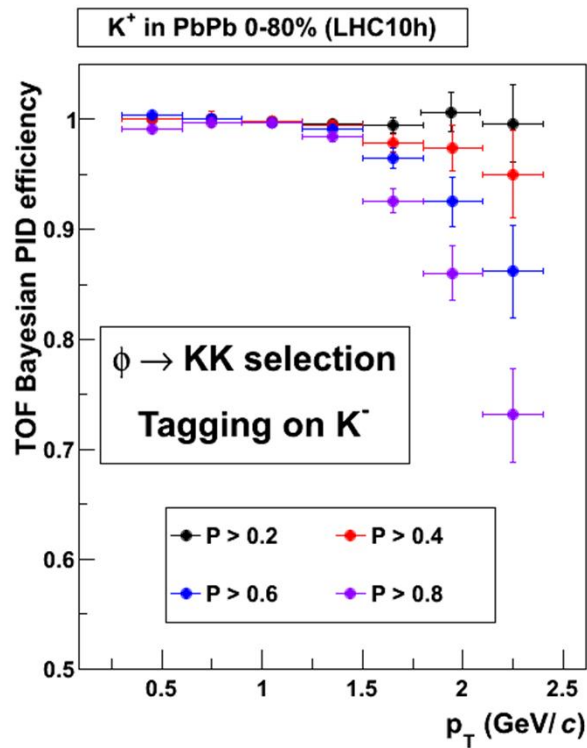 K⁺ in PbPb 0-80% (LHC10h)
TOF Bayesian PID efficiency
1
0.9
0.8
0.7
0.6
0.5
ϕ → KK selection
Tagging on K⁻
P > 0.2
P > 0.4
P > 0.6
P > 0.8
0.5 1 1.5 2 2.5
p_T (GeV/c)